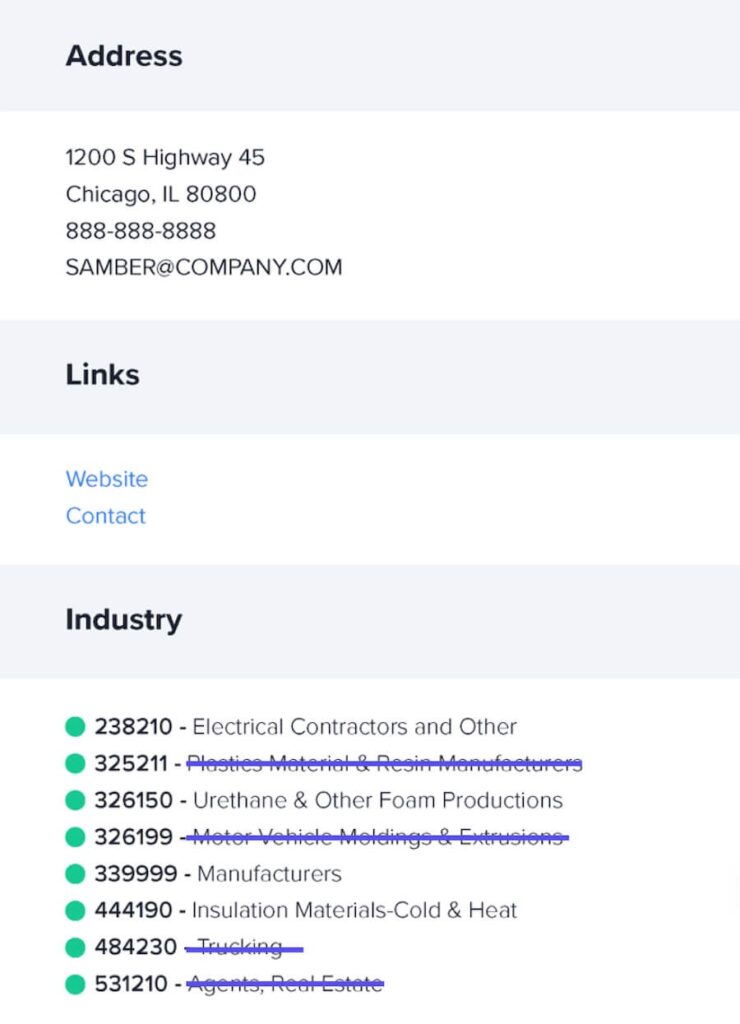 Address
1200 S Highway 45
Chicago, IL 80800
888-888-8888
SAMBER@COMPANY.COM
Links
Website
Contact
Industry
238210 - Electrical Contractors and Other
325211 - Plastics Material & Resin Manufacturers
326150 - Urethane & Other Foam Productions
326199 - Motor Vehicle Moldings & Extrusions
339999 - Manufacturers
444190 - Insulation Materials-Cold & Heat
484230 - Trucking
531210 - Agents, Real Estate